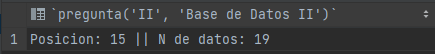 `pregunta('II', 'Base de Datos II')`
1 Posicion: 15 || N de datos: 19